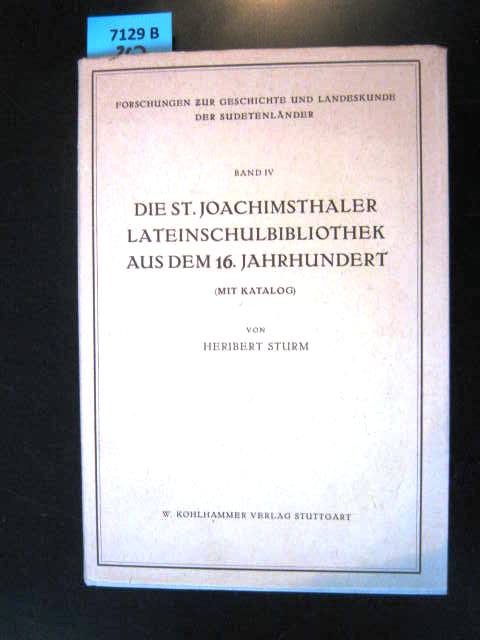 7129 B
FORSCHUNGEN ZUR GESCHICHTE UND LANDESKUNDE
DER SUDETENLÄNDER
BAND IV
DIE ST. JOACHIMSTHALER
LATEINSCHULBIBLIOTHEK
AUS DEM 16. JAHRHUNDERT
(MIT KATALOG)
VON
HERIBERT STURM
W. KOHLHAMMER VERLAG STUTTGART